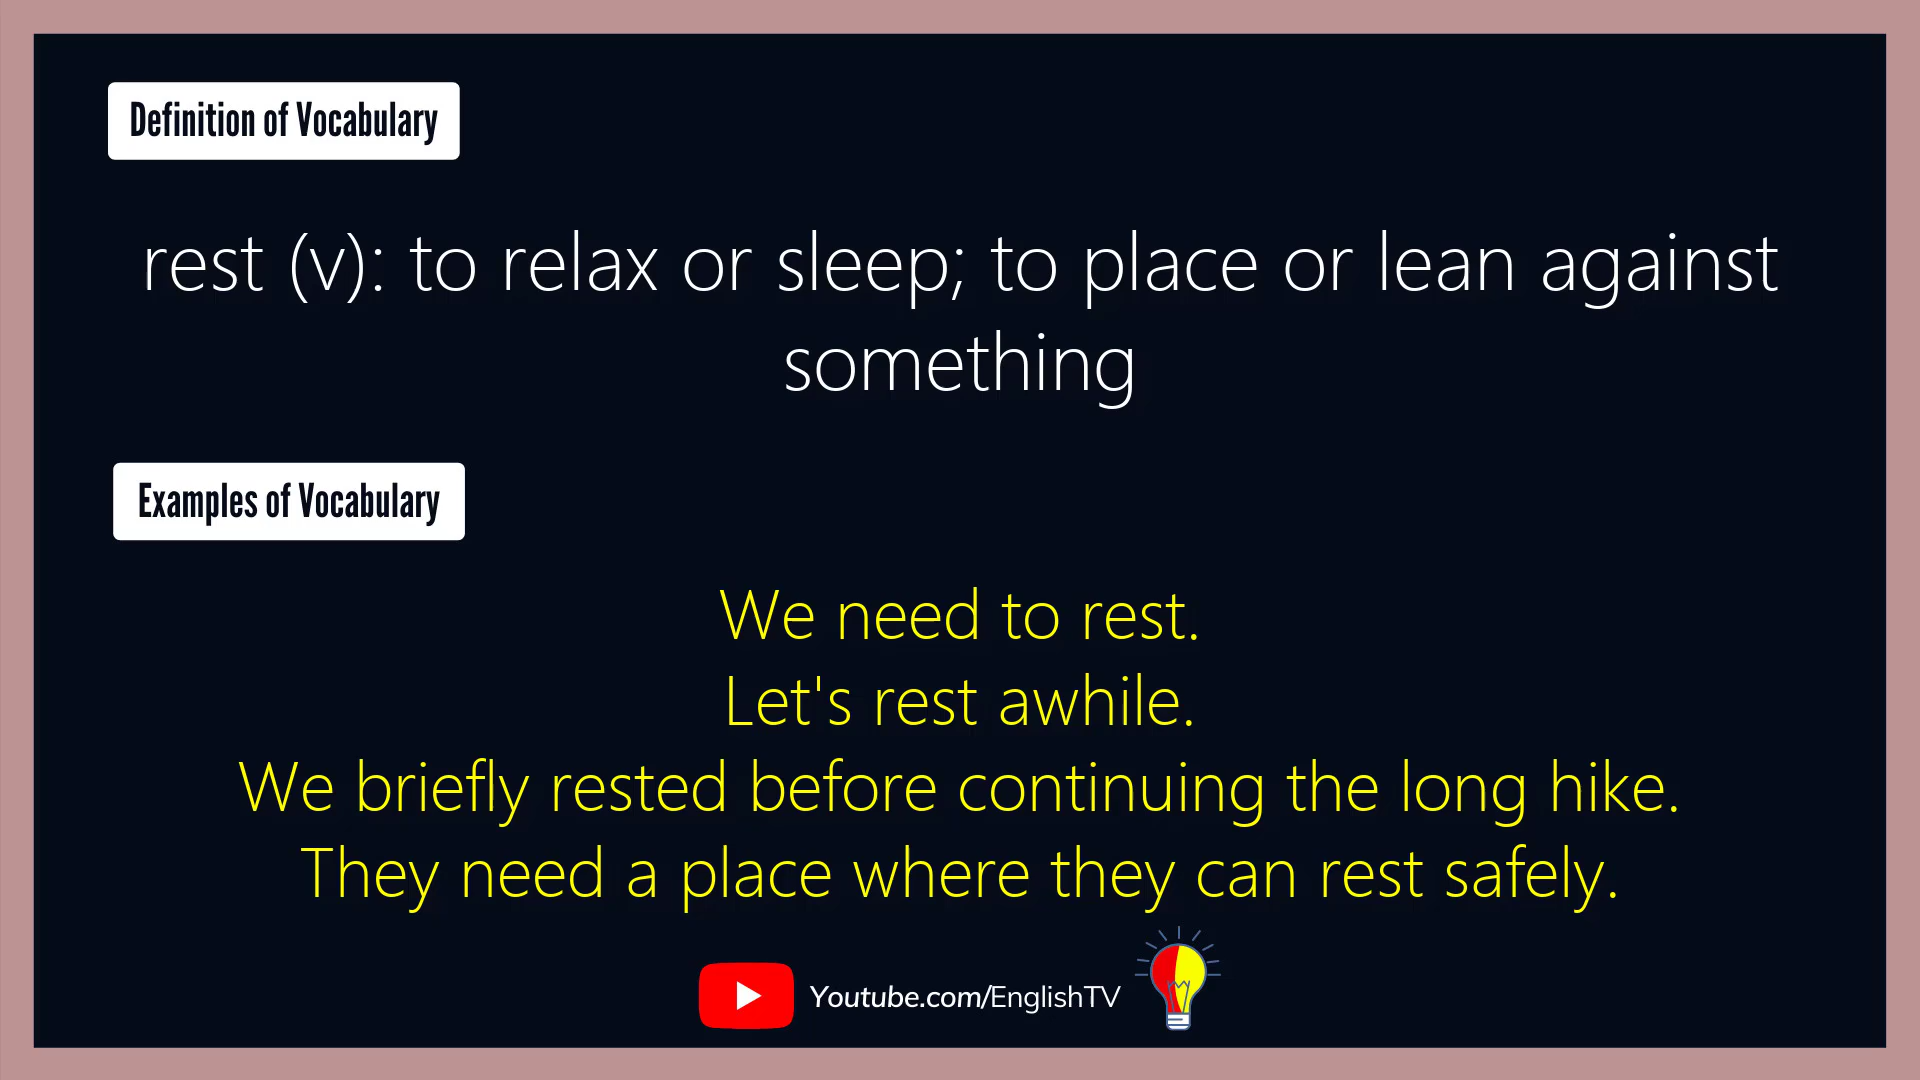 Definition of Vocabulary
rest (v): to relax or sleep; to place or lean against
something
Examples of Vocabulary
We need to rest.
Let's rest awhile.
We briefly rested before continuing the long hike.
They need a place where they can rest safely.
Youtube.com/EnglishTV